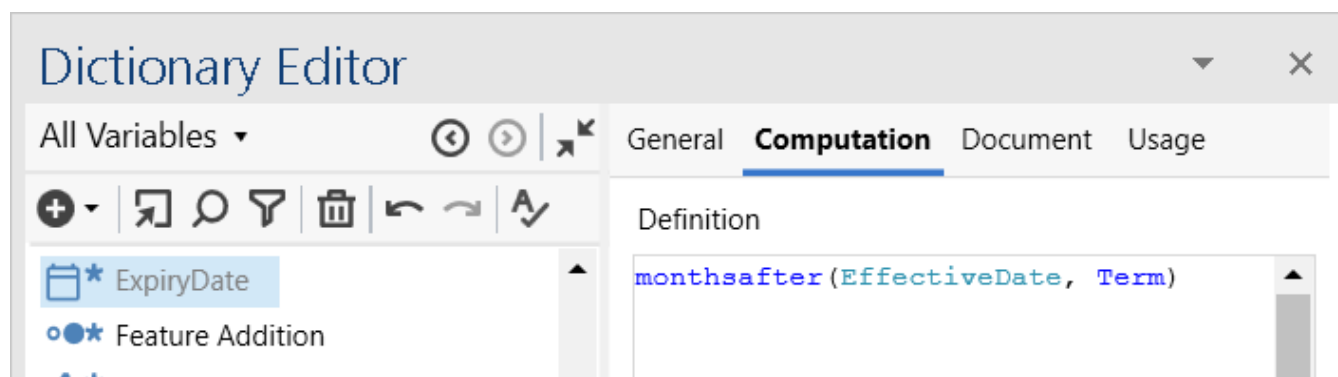 Dictionary Editor
All Variables
General Computation Document Usage
Definition
ExpiryDate
monthsafter(EffectiveDate, Term)
Feature Addition